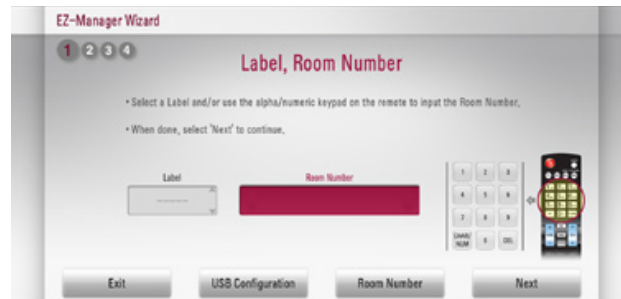 EZ-Manager Wizard
1 2 3 4
Label, Room Number
• Select a Label and/or use the alpha/numeric keypad on the remote to input the Room Number.
• When done, select 'Next' to continue.
Label
Room Number
-----
1 2 3
4 5 6
7 8 9
CHAR/
NUM 0 DEL
Exit
USB Configuration
Room Number
Next